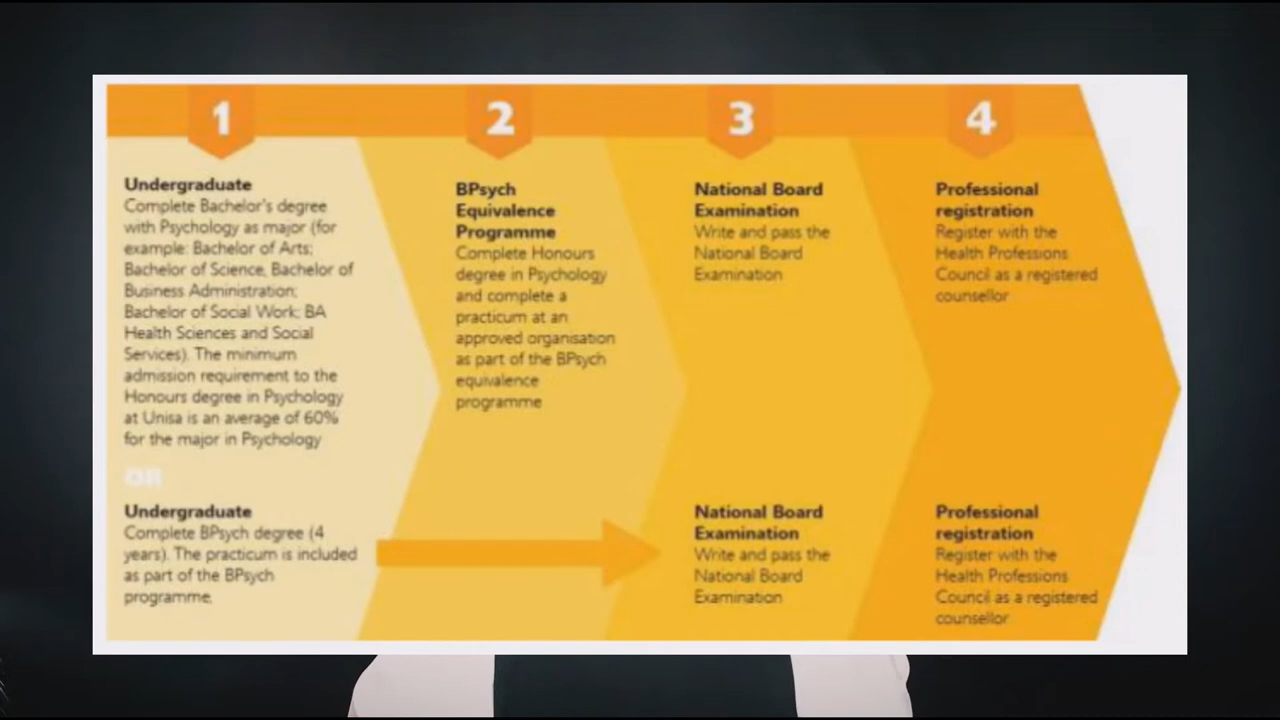 1
Undergraduate
Complete Bachelor's degree
with Psychology as major (for
example: Bachelor of Arts;
Bachelor of Science, Bachelor of
Business Administration;
Bachelor of Social Work; BA
Health Sciences and Social
Services). The minimum
admission requirement to the
Honours degree in Psychology
at Unisa is an average of 60%
for the major in Psychology
OR
Undergraduate
Complete BPsych degree (4
years). The practicum is included
as part of the BPsych
programme.
2
BPsych
Equivalence
Programme
Complete Honours
degree in Psychology
and complete a
practicum at an
approved organisation
as part of the BPsych
equivalence
programme
3
National Board
Examination
Write and pass the
National Board
Examination
National Board
Examination
Write and pass the
National Board
Examination
4
Professional
registration
Register with the
Health Professions
Council as a registered
counsellor
Professional
registration
Register with the
Health Professions
Council as a registered
counsellor.